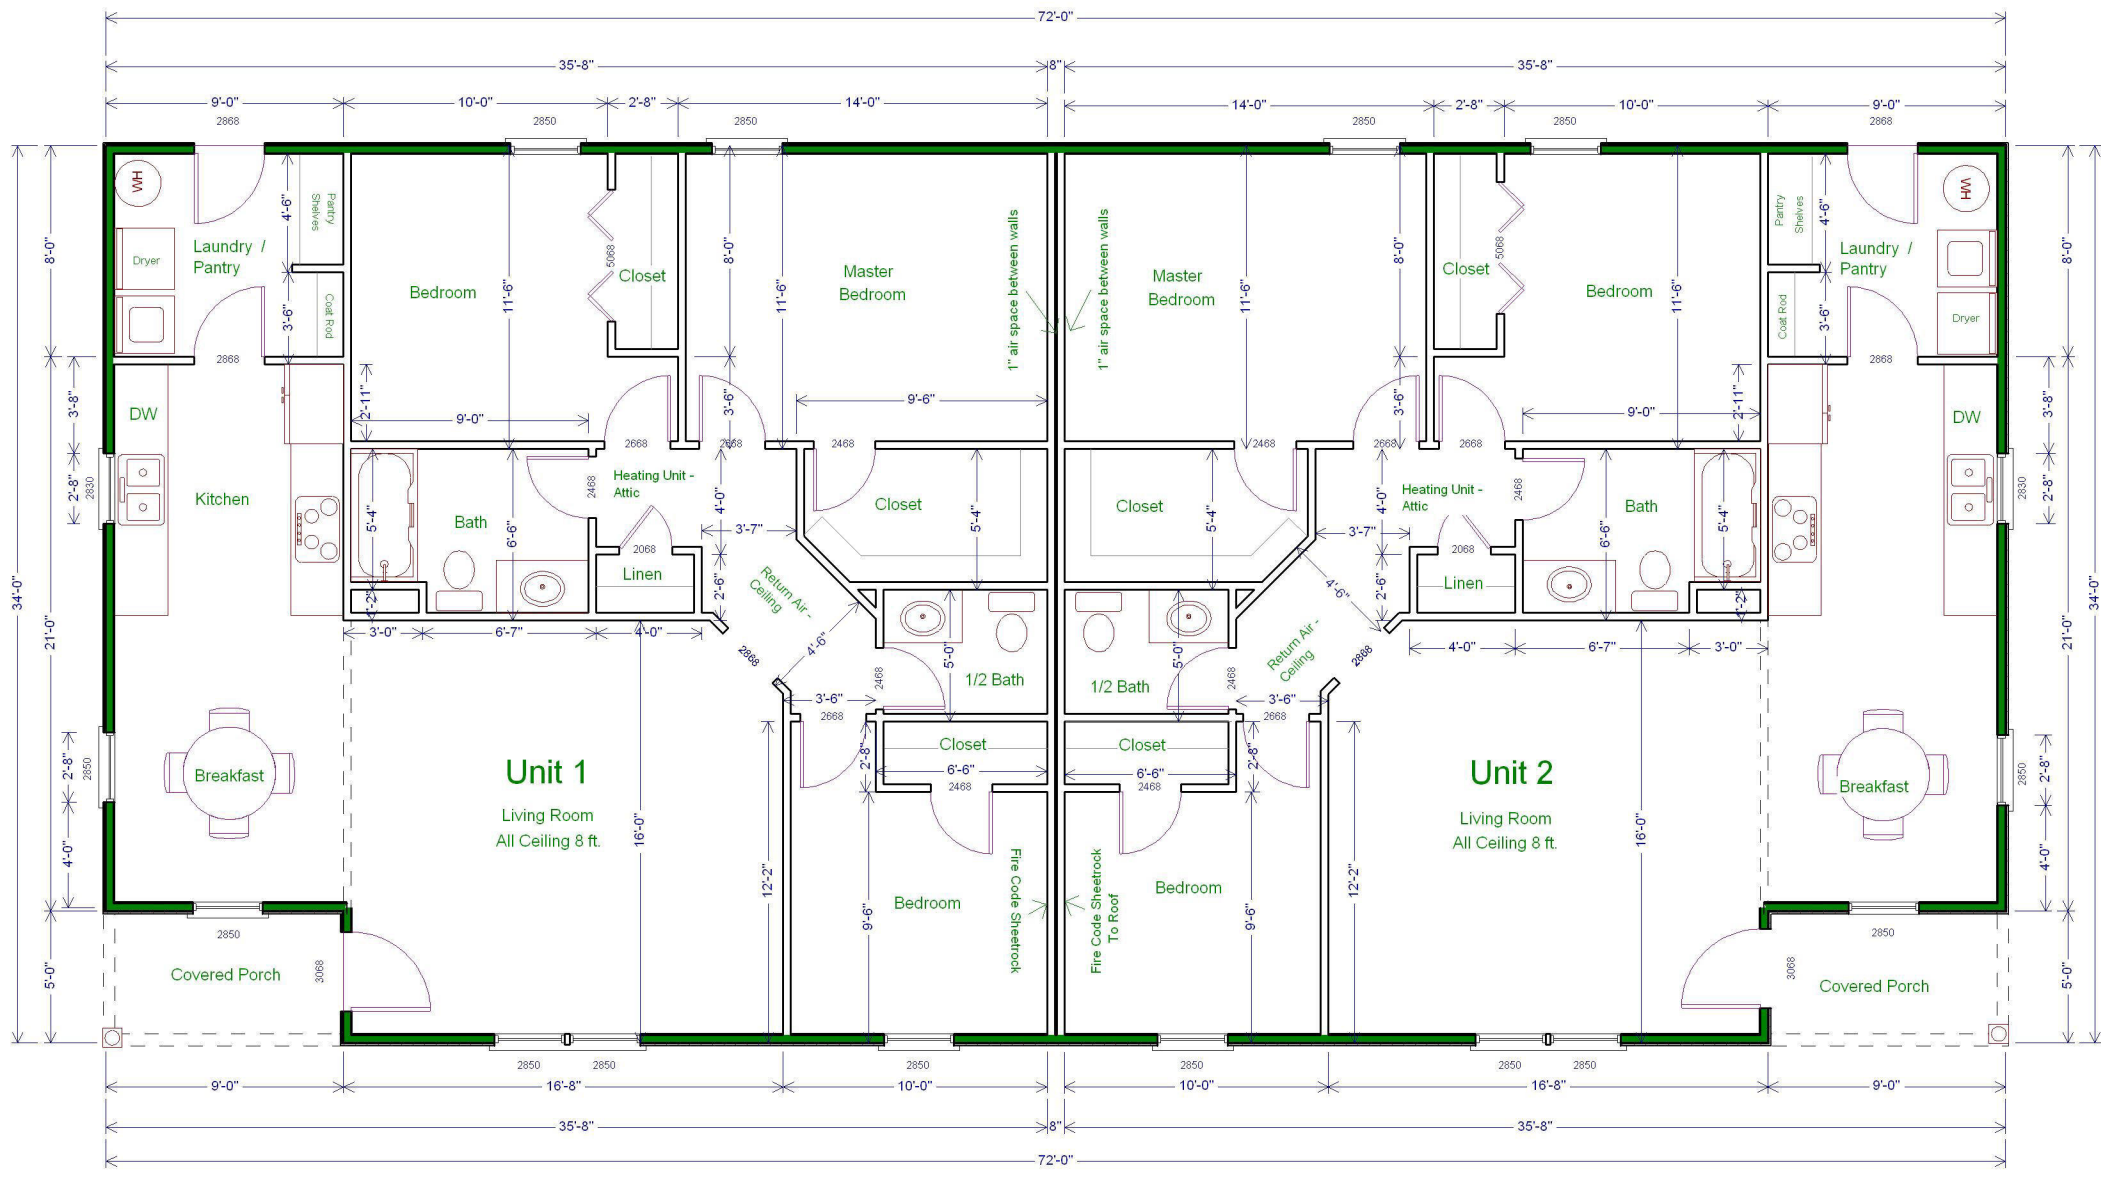 72'-0"
35'-8"
8"
35'-8"
9'-0"
10'-0"
2'-8"
14'-0"
14'-0"
2'-8"
10'-0"
9'-0"
2868
2850
2850
2850
2850
2868
HW
Pantry
Shelves
4'-6"
Dryer
Laundry /
Pantry
8'-0"
Coat Rod
3'-6"
2868
Bedroom
11'-6"
5068
Closet
8'-0"
11'-6"
Master
Bedroom
1" air space between walls
1" air space between walls
Master
Bedroom
11'-6"
8'-0"
Closet
5068
Bedroom
11'-6"
Pantry
Shelves
4'-6"
WH
Laundry /
Pantry
Coat Rod
3'-6"
Dryer
2868
8'-0"
3'-8"
DW
2'-11"
9'-0"
2668
3'-6"
2668
9'-6"
2468
2468
3'-6"
2668
2668
9'-0"
2'-11"
DW
3'-8"
2'-8"
2830
Kitchen
5'-4"
Bath
6'-6"
2468
Heating Unit -
Attic
4'-0"
3'-7"
Closet
5'-4"
Closet
5'-4"
3'-7"
4'-0"
Heating Unit -
Attic
2468
Bath
6'-6"
5'-4"
2830
2'-8"
34'-0"
21'-0"
2068
Linen
2'-6"
Return Air -
Ceiling
4'-6"
2'-6"
2068
Linen
34'-0"
21'-0"
3'-0"
6'-7"
4'-0"
2868
4'-6"
2468
5'-0"
1/2 Bath
1/2 Bath
5'-0"
2468
Return Air -
Ceiling
2868
4'-0"
6'-7"
3'-0"
3'-6"
2668
3'-6"
2668
2'-8"
2850
Breakfast
Unit 1
Living Room
All Ceiling 8 ft.
16'-0"
12'-2"
2'-8"
Closet
6'-6"
2468
Closet
6'-6"
2468
2'-8"
12'-2"
Unit 2
Living Room
All Ceiling 8 ft.
16'-0"
Breakfast
2850
2'-8"
4'-0"
9'-6"
Bedroom
Fire Code Sheetrock
Fire Code Sheetrock
To Roof
Bedroom
9'-6"
4'-0"
2850
Covered Porch
3068
5'-0"
2850
3068
Covered Porch
5'-0"
2850
2850
2850
2850
2850
2850
9'-0"
16'-8"
10'-0"
10'-0"
16'-8"
9'-0"
35'-8"
8"
35'-8"
72'-0"